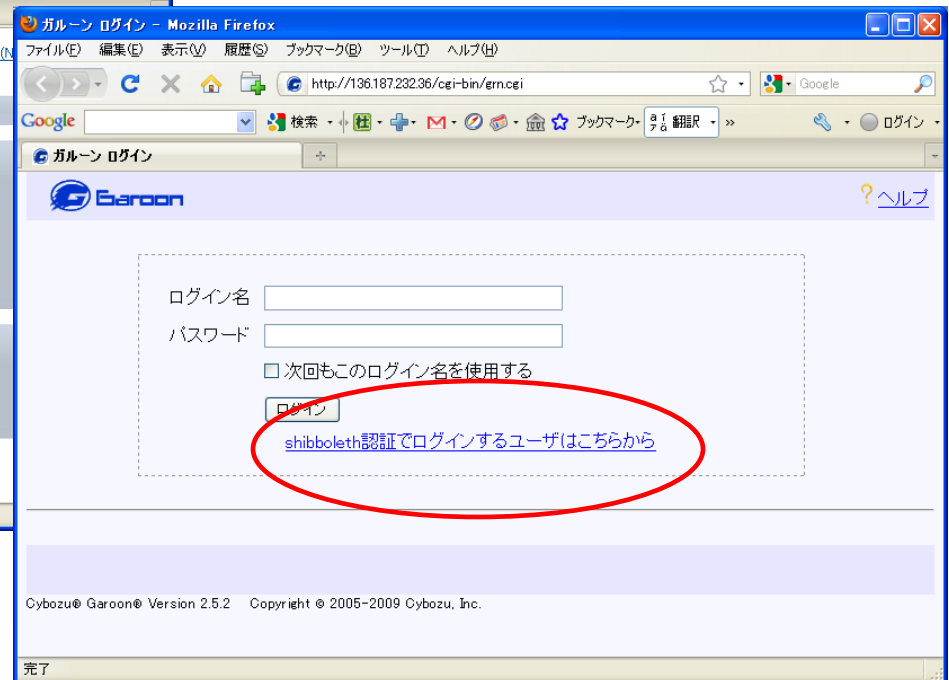 (N
ガルーン ログイン - Mozilla Firefox
ファイル(F) 編集(E) 表示(V) 履歴(S) ブックマーク(B) ツール(T) ヘルプ(H)
http://136.187.232.36/cgi-bin/grn.cgi Google
Google 検索 ブックマーク 翻訳 » ログイン
ガルーン ログイン
Garoon ?ヘルプ
ログイン名
パスワード
次回もこのログイン名を使用する
ログイン
shibboleth認証でログインするユーザはこちらから
Cybozu® Garoon® Version 2.5.2 Copyright © 2005-2009 Cybozu, Inc.
完了